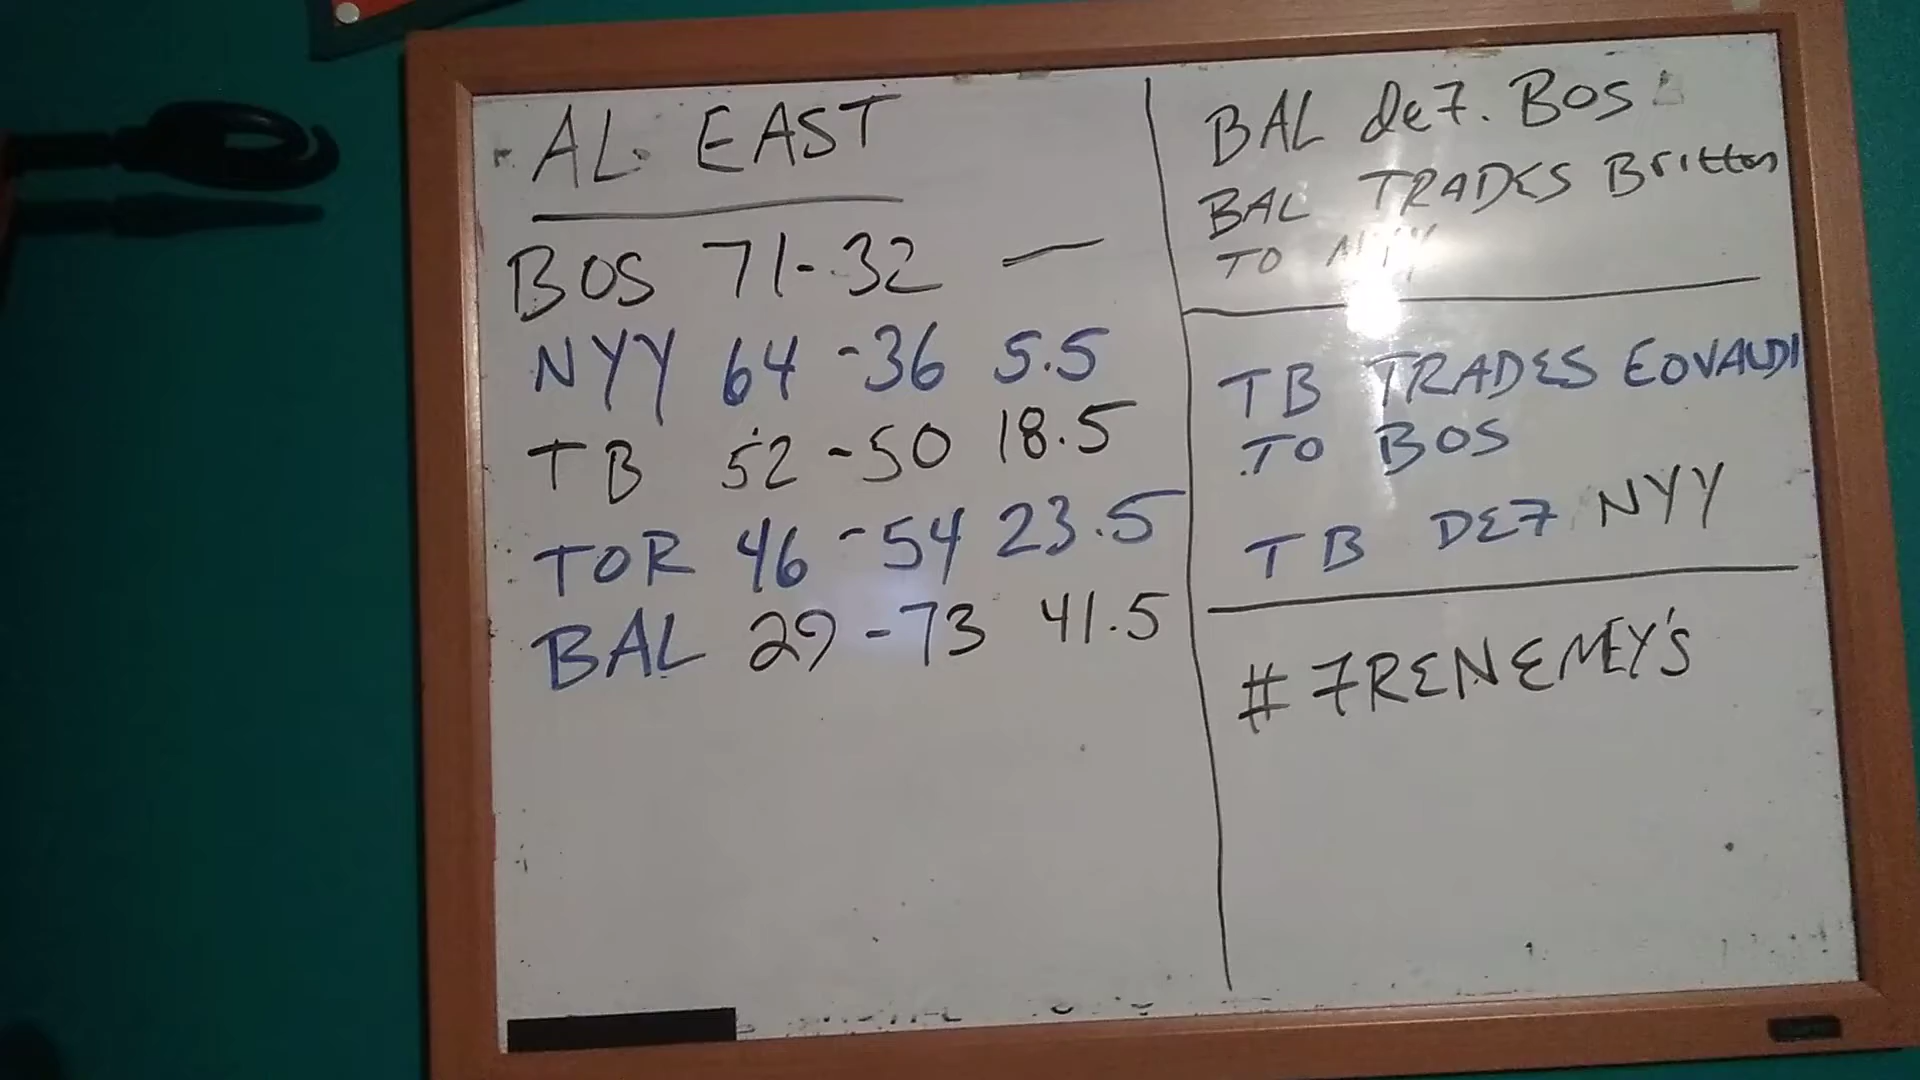 AL EAST
BOS 71-32 —
NYY 64-36 5.5
TB 52-50 18.5
TOR 46-54 23.5
BAL 29-73 41.5
BAL def. BOS
BAL TRADES Britton
TO NYY
TB TRADES EOVALDI
TO BOS
TB DEF NYY
#FRENEMEY'S